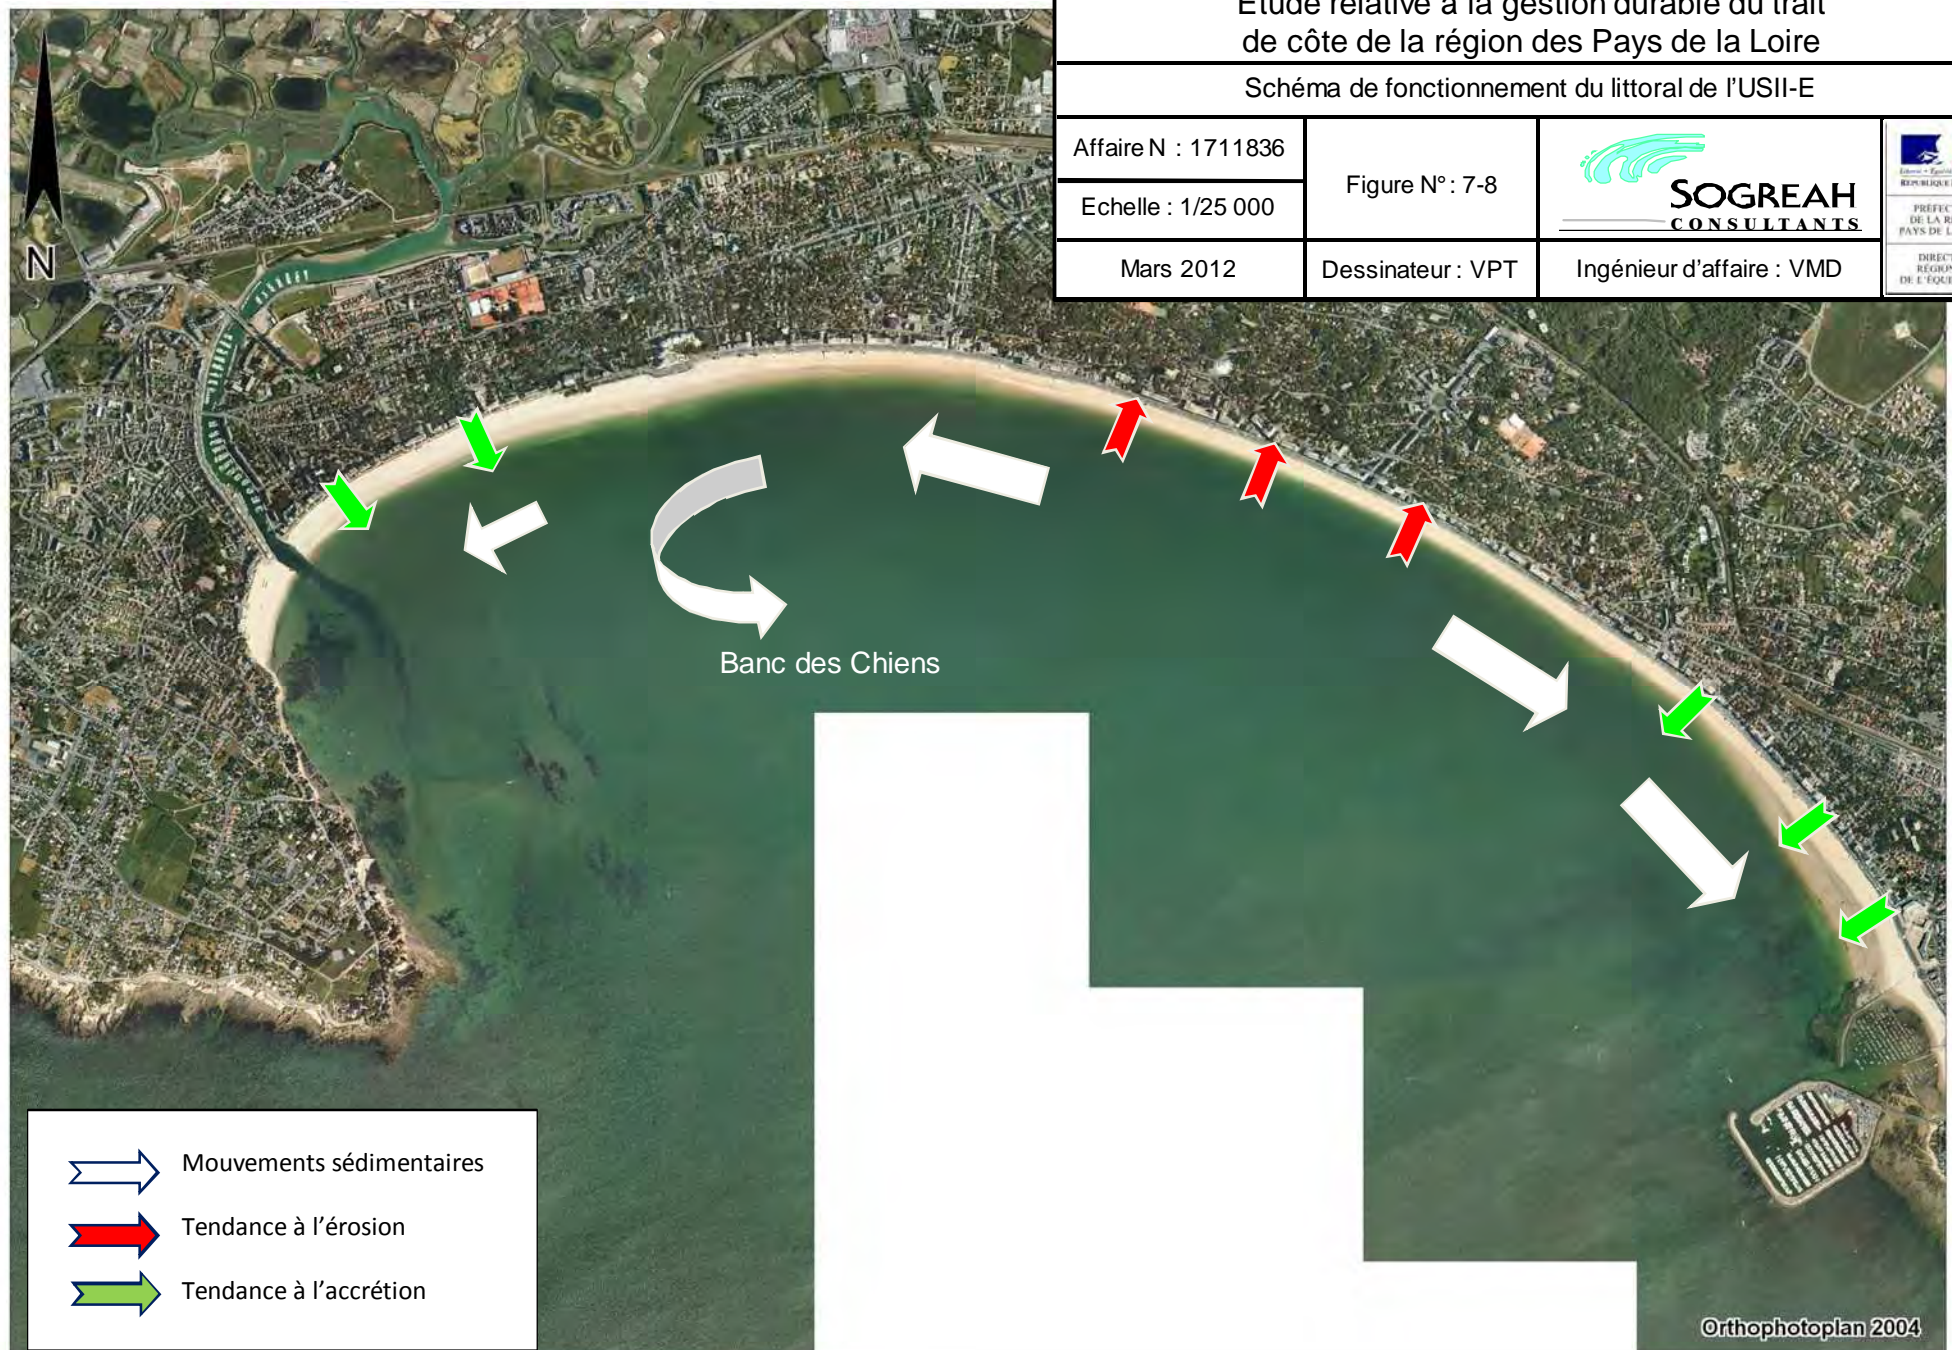 Etude relative à la gestion durable du trait
de côte de la région des Pays de la Loire
Schéma de fonctionnement du littoral de l'USII-E
Affaire N : 1711836
Echelle : 1/25 000
Figure N° : 7-8
SOGREAH
CONSULTANTS
Mars 2012
Dessinateur : VPT
Ingénieur d'affaire : VMD
N
Banc des Chiens
Mouvements sédimentaires
Tendance à l'érosion
Tendance à l'accrétion
Orthophotoplan 2004